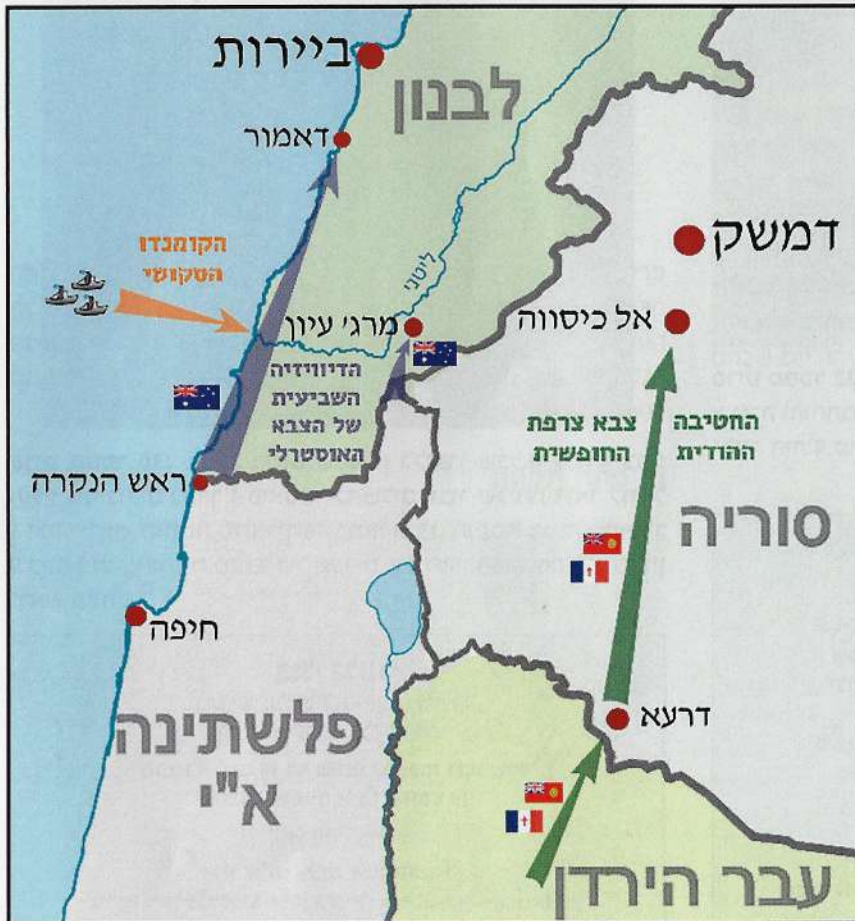 ביירות
לבנון
דאמור
הקומנדו
הסקוטי
דמשק
ליטני
מרג' עיון
אל כיסווה
הדיוויזיה
השביעית
של הצבא
האוסטרלי
צבא צרפת
החופשית
החטיבה
ההודית
ראש הנקרה
סוריה
חיפה
דרעא
פלשתינה
א"י
עבר הירדן